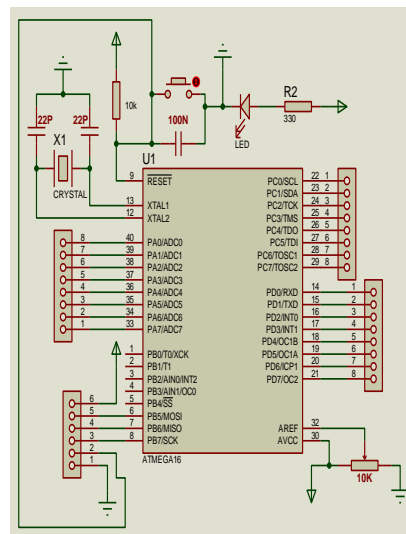 R2
330
10k
100N
LED
22P 22P
X1
CRYSTAL
U1
9 RESET
13 XTAL1
12 XTAL2
8 40 PA0/ADC0
7 39 PA1/ADC1
6 38 PA2/ADC2
5 37 PA3/ADC3
4 36 PA4/ADC4
3 35 PA5/ADC5
2 34 PA6/ADC6
1 33 PA7/ADC7
1 PB0/T0/XCK
2 PB1/T1
3 PB2/AIN0/INT2
4 PB3/AIN1/OC0
6 5 PB4/SS
5 6 PB5/MOSI
4 7 PB6/MISO
3 8 PB7/SCK
2
1
ATMEGA16
PC0/SCL 22 1
PC1/SDA 23 2
PC2/TCK 24 3
PC3/TMS 25 4
PC4/TDO 26 5
PC5/TDI 27 6
PC6/TOSC1 28 7
PC7/TOSC2 29 8
PD0/RXD 14 1
PD1/TXD 15 2
PD2/INT0 16 3
PD3/INT1 17 4
PD4/OC1B 18 5
PD5/OC1A 19 6
PD6/ICP1 20 7
PD7/OC2 21 8
AREF 32
AVCC 30
10K